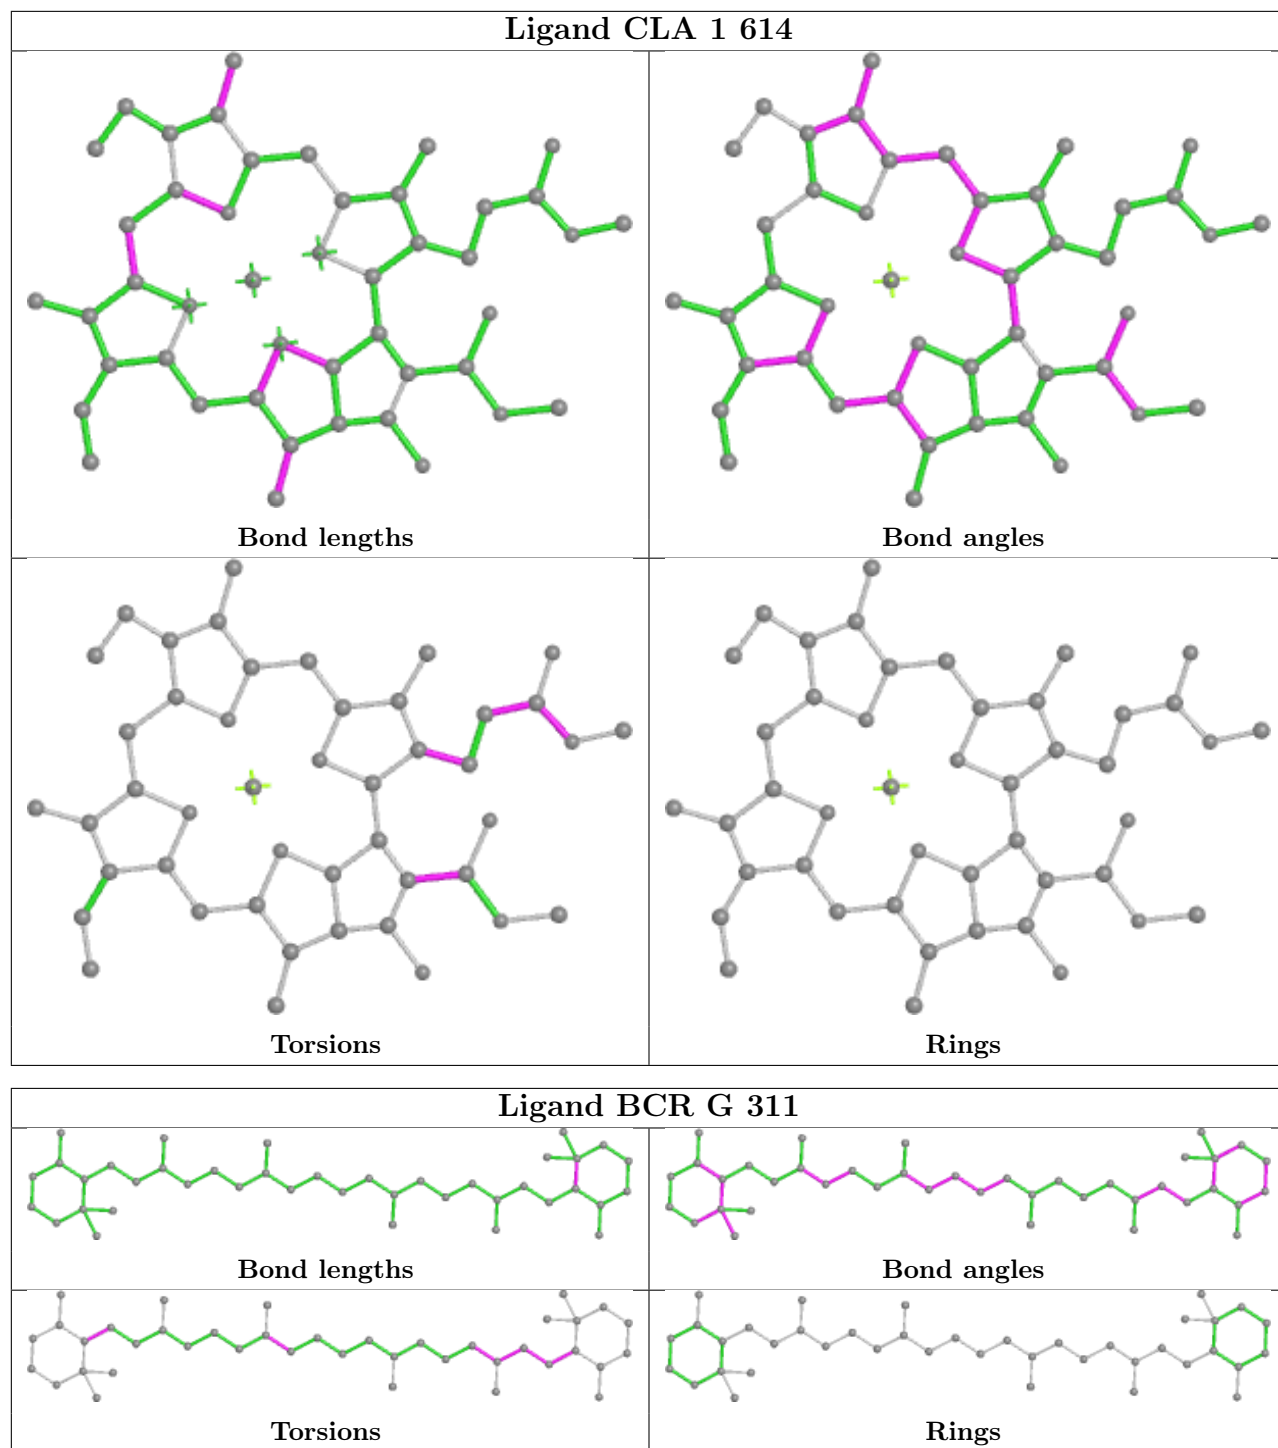 Ligand CLA 1 614
Bond lengths
Bond angles
Torsions
Rings
Ligand BCR G 311
Bond lengths
Bond angles
Torsions
Rings